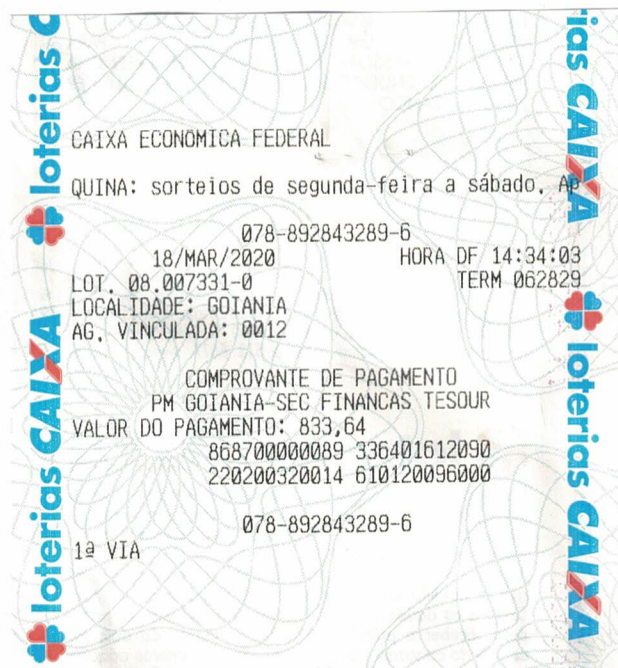 CAIXA ECONOMICA FEDERAL
QUINA: sorteios de segunda-feira a sábado. Ap
078-892843289-6
18/MAR/2020 HORA DF 14:34:03
LOT. 08.007331-0 TERM 062829
LOCALIDADE: GOIANIA
AG. VINCULADA: 0012
COMPROVANTE DE PAGAMENTO
PM GOIANIA-SEC FINANCAS TESOUR
VALOR DO PAGAMENTO: 833,64
868700000089 336401612090
220200320014 610120096000
078-892843289-6
1ª VIA
loterias C
loterias CAIXA
rias CAIXA
loterias CAIXA